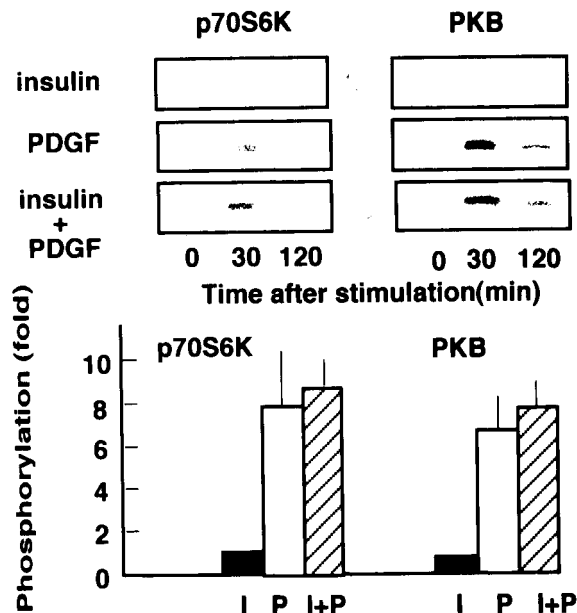 p70S6K PKB
insulin
PDGF
insulin
+
PDGF
0 30 120 0 30 120
Time after stimulation(min)
Phosphorylation (fold)
p70S6K PKB
10
8
6
4
2
0
I P I+P I P I+P